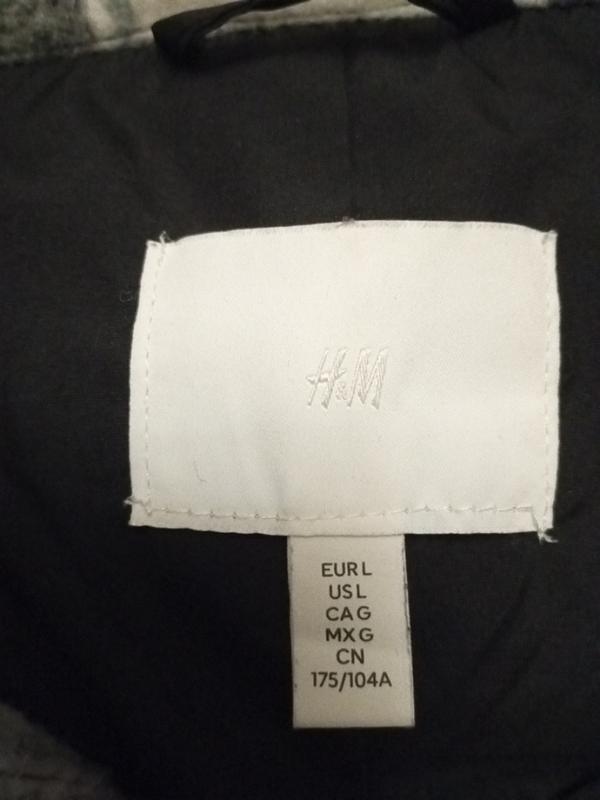 H&M
EUR L
US L
CA G
MX G
CN
175/104A